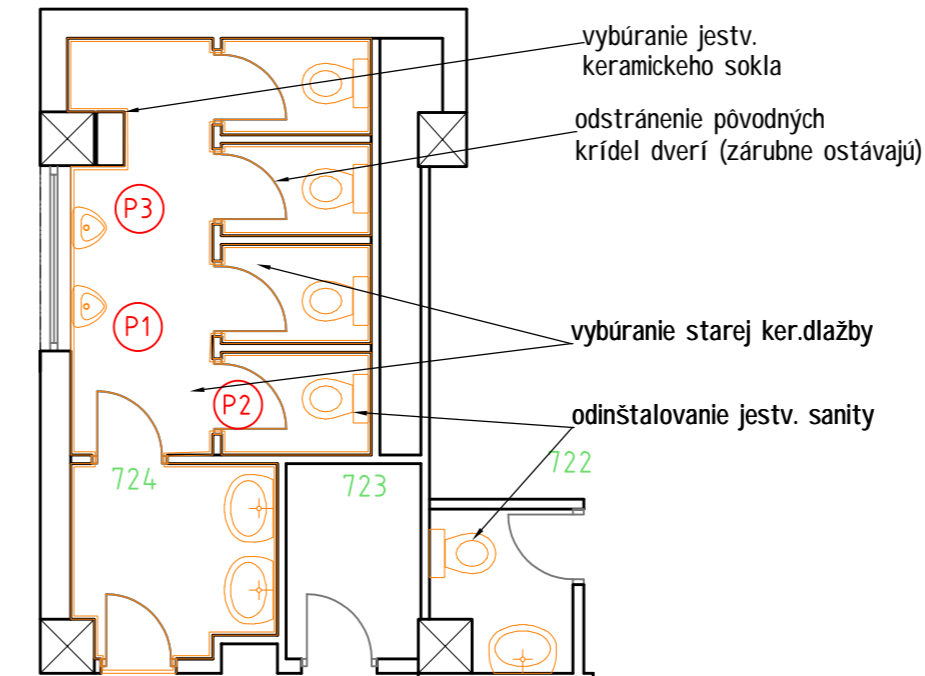 vybúranie jestv.
keramickeho sokla
odstránenie pôvodných
krídel dverí (zárubne ostávajú)
P3
P1
vybúranie starej ker.dlažby
P2
odinštalovanie jestv. sanity
722
724
723